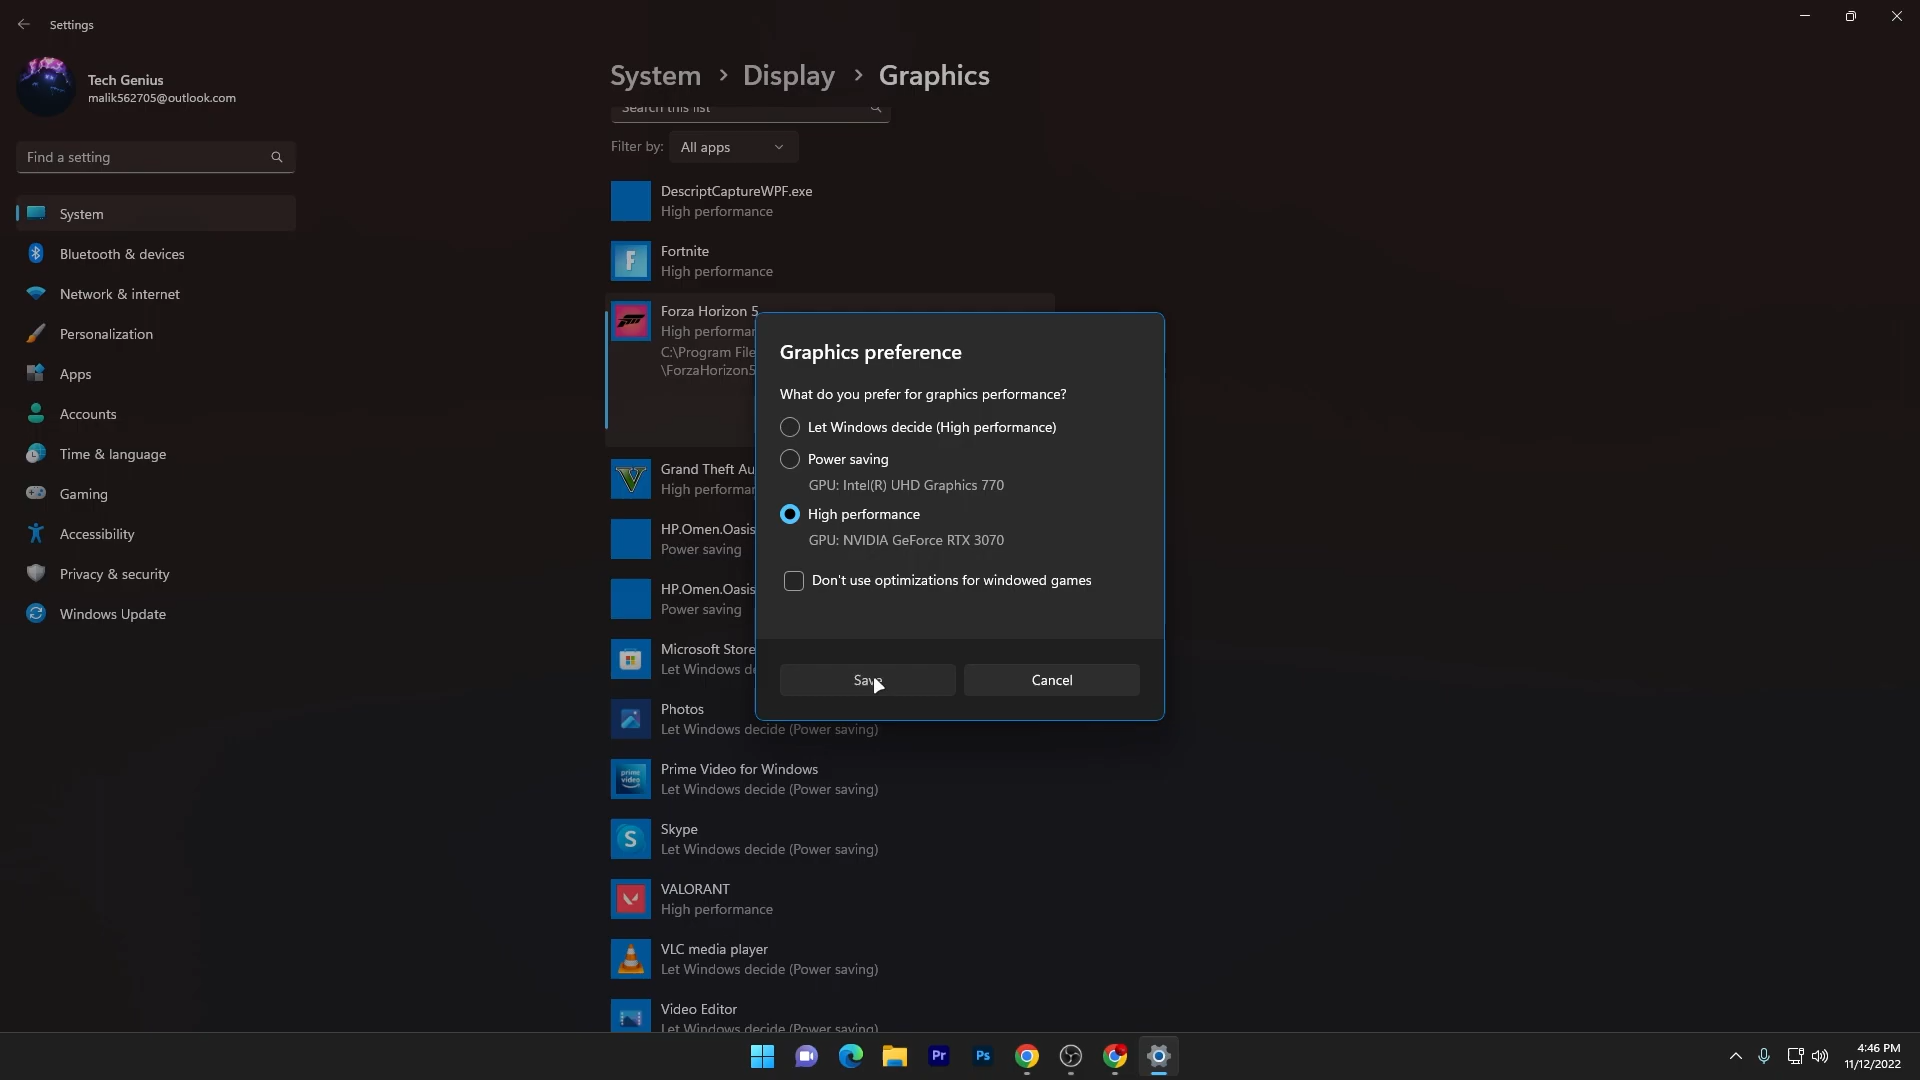 Settings
Tech Genius
malik562705@outlook.com
Find a setting
System
Bluetooth & devices
Network & internet
Personalization
Apps
Accounts
Time & language
Gaming
Accessibility
Privacy & security
Windows Update
System > Display > Graphics
Search this list
Filter by: All apps
DescriptCaptureWPF.exe
High performance
F
Fortnite
High performance
Forza Horizon 5
High performa
C:\Program File
\ForzaHorizon5
Grand Theft Au
High performa
HP.Omen.Oasis
Power saving
HP.Omen.Oasis
Power saving
Microsoft Store
Let Windows de
Photos
Let Windows decide (Power saving)
prime
video
Prime Video for Windows
Let Windows decide (Power saving)
S
Skype
Let Windows decide (Power saving)
VALORANT
High performance
VLC media player
Let Windows decide (Power saving)
Video Editor
Let Windows decide (Power saving)
Graphics preference
What do you prefer for graphics performance?
Let Windows decide (High performance)
Power saving
GPU: Intel(R) UHD Graphics 770
High performance
GPU: NVIDIA GeForce RTX 3070
Don't use optimizations for windowed games
Save
Cancel
Pr
Ps
4:46 PM
11/12/2022